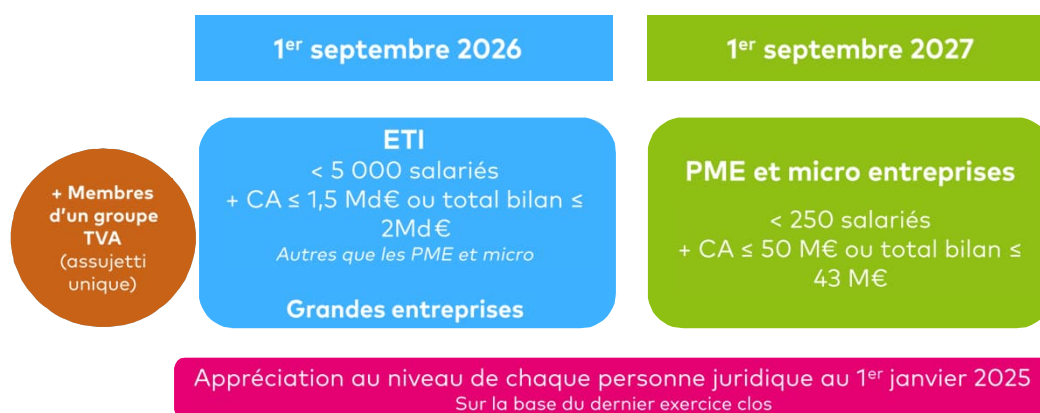 1er septembre 2026
1er septembre 2027
+ Membres
d'un groupe
TVA
(assujetti
unique)
ETI
< 5 000 salariés
+ CA ≤ 1,5 Md€ ou total bilan ≤
2Md€
Autres que les PME et micro
Grandes entreprises
PME et micro entreprises
< 250 salariés
+ CA ≤ 50 M€ ou total bilan ≤
43 M€
Appréciation au niveau de chaque personne juridique au 1er janvier 2025
Sur la base du dernier exercice clos